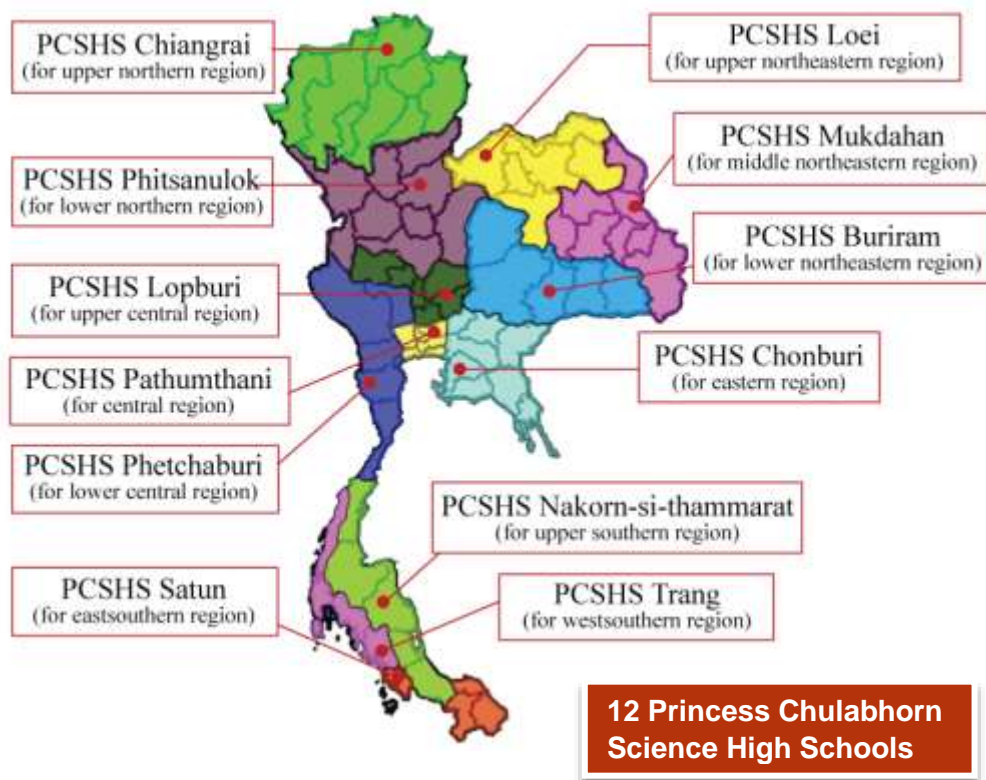 PCSHS Chiangrai
(for upper northern region)
PCSHS Loei
(for upper northeastern region)
PCSHS Mukdahan
(for middle northeastern region)
PCSHS Phitsanulok
(for lower northern region)
PCSHS Buriram
(for lower northeastern region)
PCSHS Lopburi
(for upper central region)
PCSHS Chonburi
(for eastern region)
PCSHS Pathumthani
(for central region)
PCSHS Phetchaburi
(for lower central region)
PCSHS Nakorn-si-thammarat
(for upper southern region)
PCSHS Satun
(for eastsouthern region)
PCSHS Trang
(for westsouthern region)
12 Princess Chulabhorn
Science High Schools